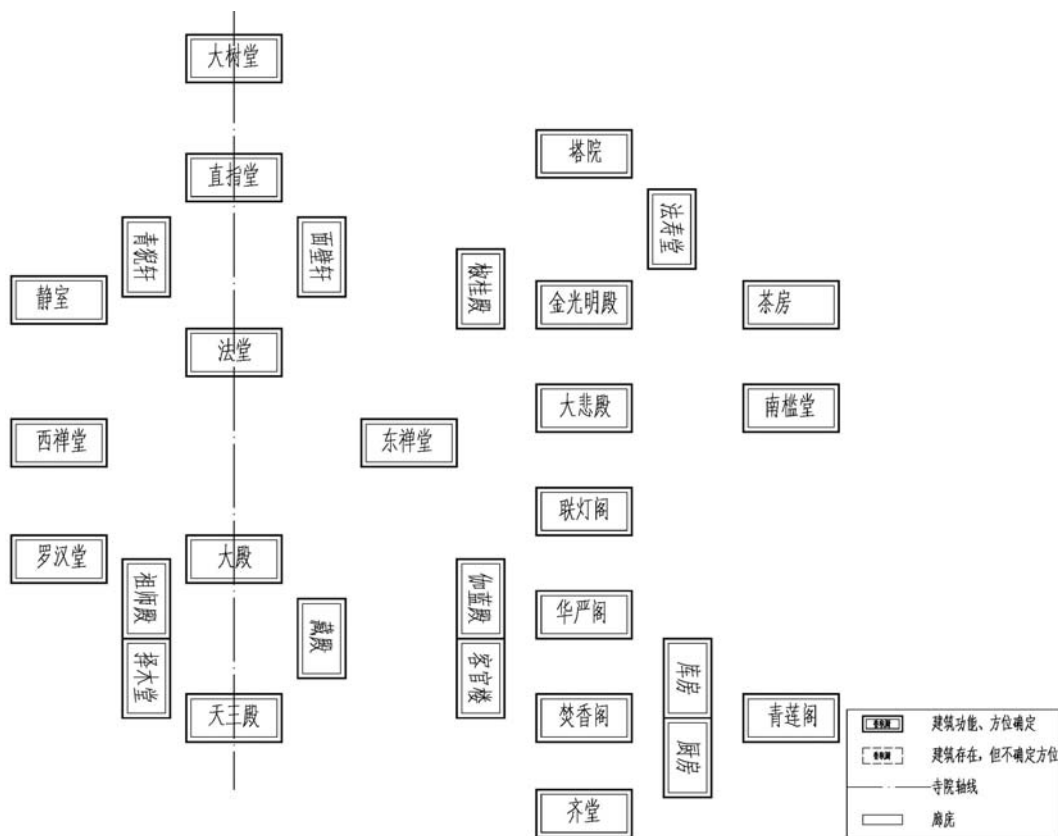 大树堂
塔院
直指堂
法寿堂
青猊轩
面壁轩
椒桂殿
静室
金光明殿
茶房
法堂
大悲殿
南槛堂
西禅堂
东禅堂
联灯阁
罗汉堂
大殿
祖师殿
伽蓝殿
华严阁
藏殿
择木堂
客官楼
库房
天三殿
焚香阁
青莲阁
厨房
齐堂
建筑功能、方位确定
建筑存在，但不确定方位
寺院轴线
廊庑